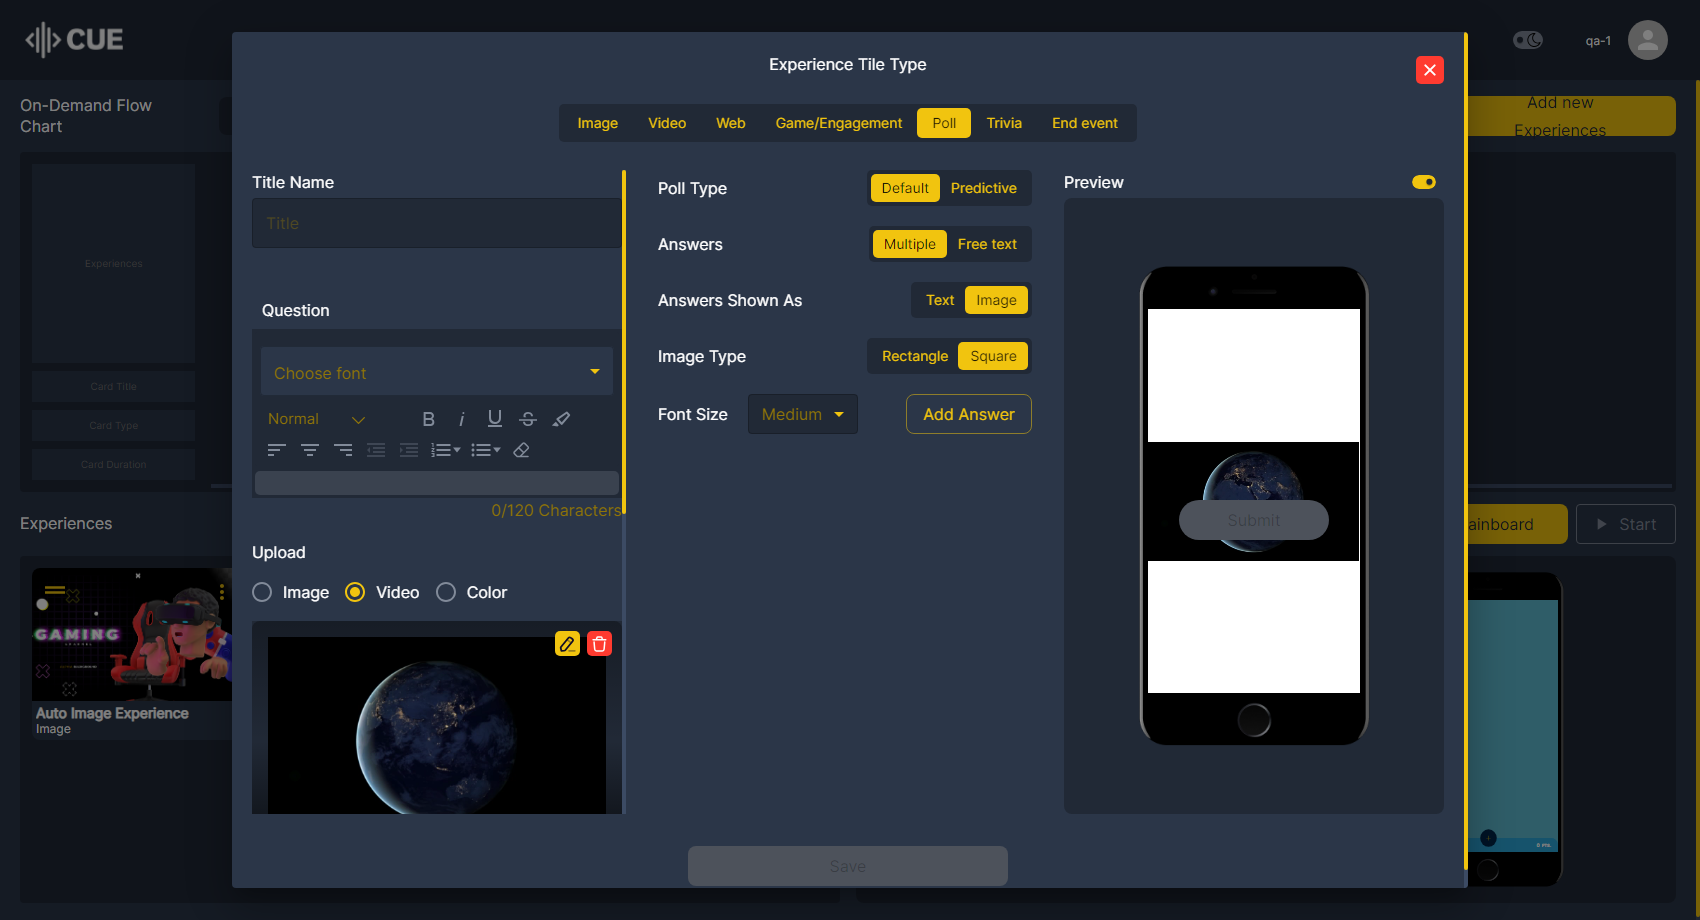 CUE
qa-1
On-Demand Flow
Chart
Add new
Experiences
Experiences
Card Title
Card Type
Card Duration
Experiences
ainboard
Start
GAMING
Auto Image Experience
Image
Experience Tile Type
Image
Video
Web
Game/Engagement
Poll
Trivia
End event
Title Name
Title
Question
Choose font
Normal
B
i
U
S
0/120 Characters
Upload
Image
Video
Color
Poll Type
Default
Predictive
Answers
Multiple
Free text
Answers Shown As
Text
Image
Image Type
Rectangle
Square
Font Size
Medium
Add Answer
Preview
Submit
Save
0 Pts.